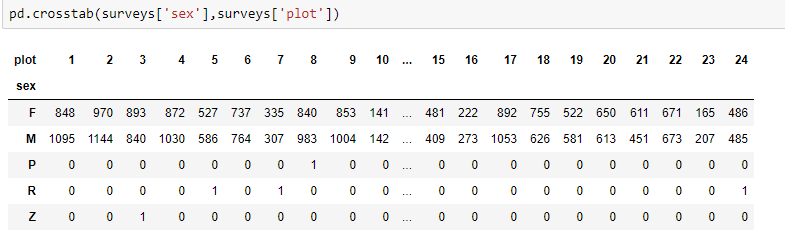 pd.crosstab(surveys['sex'],surveys['plot'])
plot 1 2 3 4 5 6 7 8 9 10 ... 15 16 17 18 19 20 21 22 23 24
sex
F 848 970 893 872 527 737 335 840 853 141 ... 481 222 892 755 522 650 611 671 165 486
M 1095 1144 840 1030 586 764 307 983 1004 142 ... 409 273 1053 626 581 613 451 673 207 485
P 0 0 0 0 0 0 0 1 0 0 ... 0 0 0 0 0 0 0 0 0 0
R 0 0 0 0 1 0 1 0 0 0 ... 0 0 0 0 0 0 0 0 0 1
Z 0 0 1 0 0 0 0 0 0 0 ... 0 0 0 0 0 0 0 0 0 0